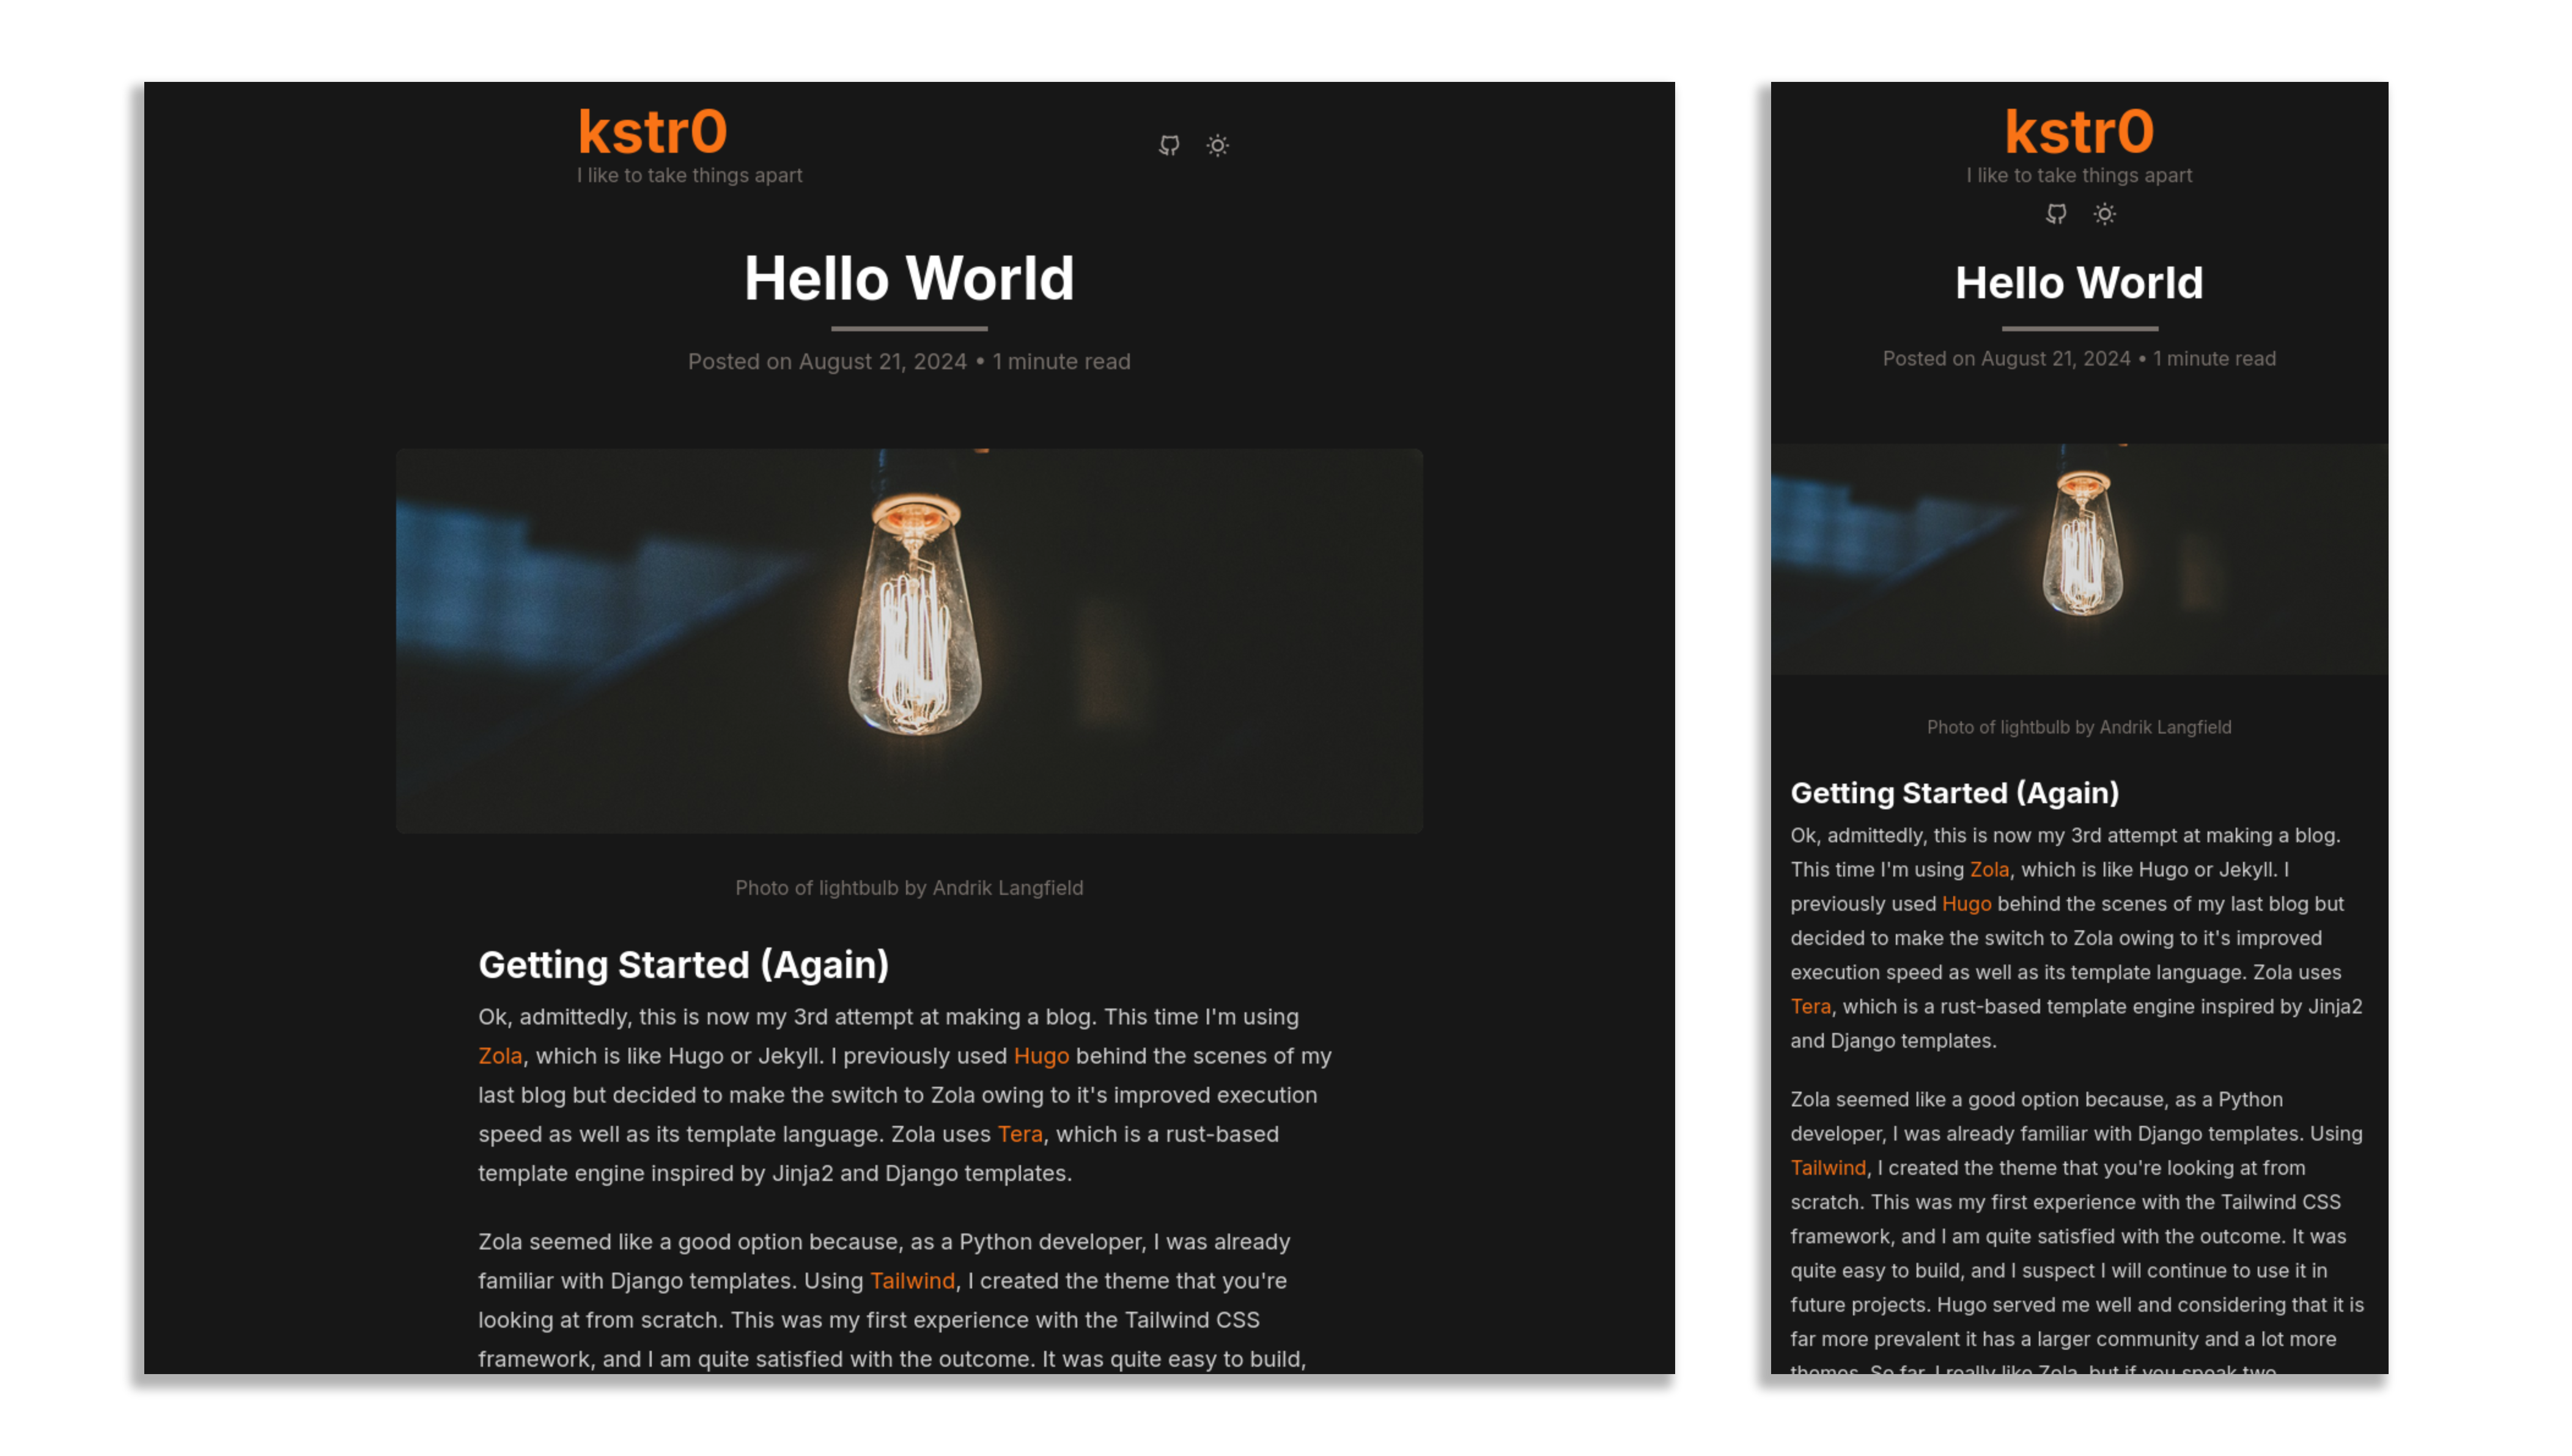 kstr0
I like to take things apart
Hello World
Posted on August 21, 2024 • 1 minute read
Photo of lightbulb by Andrik Langfield
Getting Started (Again)
Ok, admittedly, this is now my 3rd attempt at making a blog. This time I'm using
Zola, which is like Hugo or Jekyll. I previously used Hugo behind the scenes of my
last blog but decided to make the switch to Zola owing to it's improved execution
speed as well as its template language. Zola uses Tera, which is a rust-based
template engine inspired by Jinja2 and Django templates.
Zola seemed like a good option because, as a Python developer, I was already
familiar with Django templates. Using Tailwind, I created the theme that you're
looking at from scratch. This was my first experience with the Tailwind CSS
framework, and I am quite satisfied with the outcome. It was quite easy to build,
kstr0
I like to take things apart
Hello World
Posted on August 21, 2024 • 1 minute read
Photo of lightbulb by Andrik Langfield
Getting Started (Again)
Ok, admittedly, this is now my 3rd attempt at making a blog.
This time I'm using Zola, which is like Hugo or Jekyll. I
previously used Hugo behind the scenes of my last blog but
decided to make the switch to Zola owing to it's improved
execution speed as well as its template language. Zola uses
Tera, which is a rust-based template engine inspired by Jinja2
and Django templates.
Zola seemed like a good option because, as a Python
developer, I was already familiar with Django templates. Using
Tailwind, I created the theme that you're looking at from
scratch. This was my first experience with the Tailwind CSS
framework, and I am quite satisfied with the outcome. It was
quite easy to build, and I suspect I will continue to use it in
future projects. Hugo served me well and considering that it is
far more prevalent it has a larger community and a lot more
themes. So far, I really like Zola, but if you speak two